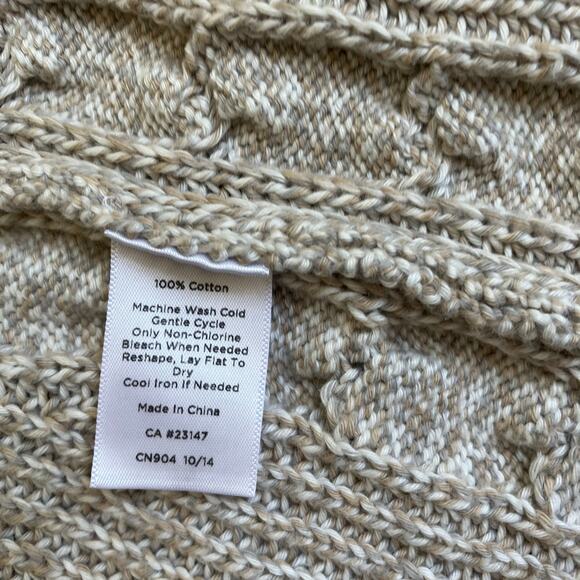 100% Cotton
Machine Wash Cold
Gentle Cycle
Only Non-Chlorine
Bleach When Needed
Reshape, Lay Flat To
Dry
Cool Iron If Needed
Made In China
CA #23147
CN904 10/14